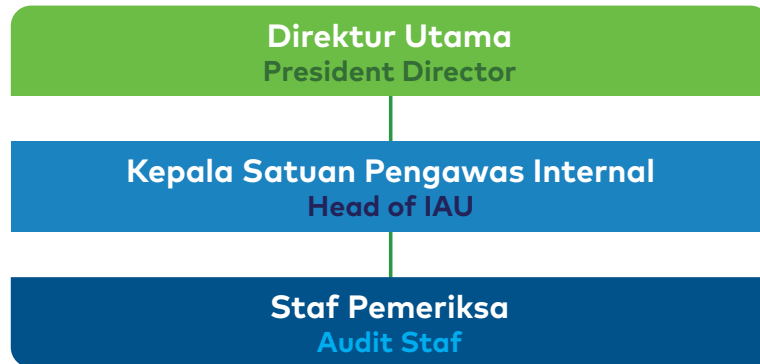 Direktur Utama
President Director
Kepala Satuan Pengawas Internal
Head of IAU
Staf Pemeriksa
Audit Staf